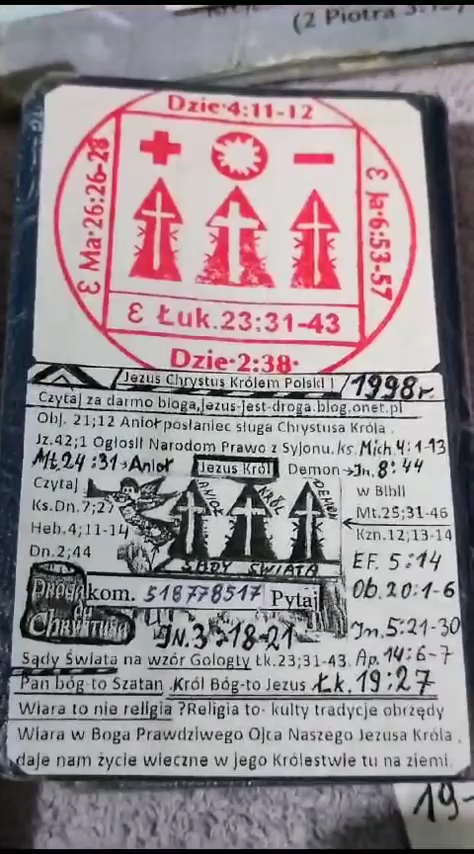 (2 Piotra 3:13)
Dzie·4:11-12
Ɛ Ma·26:26-28
Ɛ Ja·6:53-57
Ɛ Łuk.23:31-43
Dzie·2:38·
Jezus Chrystus Królem Polski ! / 1998r.
Czytaj za darmo bloga,jezus-jest-droga.blog.onet.pl
Obj. 21;12 Anioł posłaniec sługa Chrystusa Króla .
Jz.42;1 Ogłosił Narodom Prawo z Syjonu, ks. Mich. 4:1-13
Mt.24:31→Anioł Jezus Król Demon→Jn. 8:44
Czytaj
Ks.Dn.7;27
Heb.4;11-14
Dn.2;44
ANIOŁ
KRÓL
DEMON
SĄDY ŚWIATA
w Biblii
Mt.25;31-46
Kzn.12;13-14
EF. 5:14
Ob. 20:1-6
Droga do Chrystusa
kom. 518778517 Pytaj
JN.3:18-21
Jn. 5:21-30
Sądy Świata na wzór Gologty Łk.23;31-43. Ap. 14:6-7
Pan bóg-to Szatan .Król Bóg-to Jezus Łk. 19:27
Wiara to nie religia ?Religia to· kulty tradycje obrzędy
Wiara w Boga Prawdziwego Ojca Naszego Jezusa Króla .
daje nam życie wieczne w jego Królestwie tu na ziemi.
19-